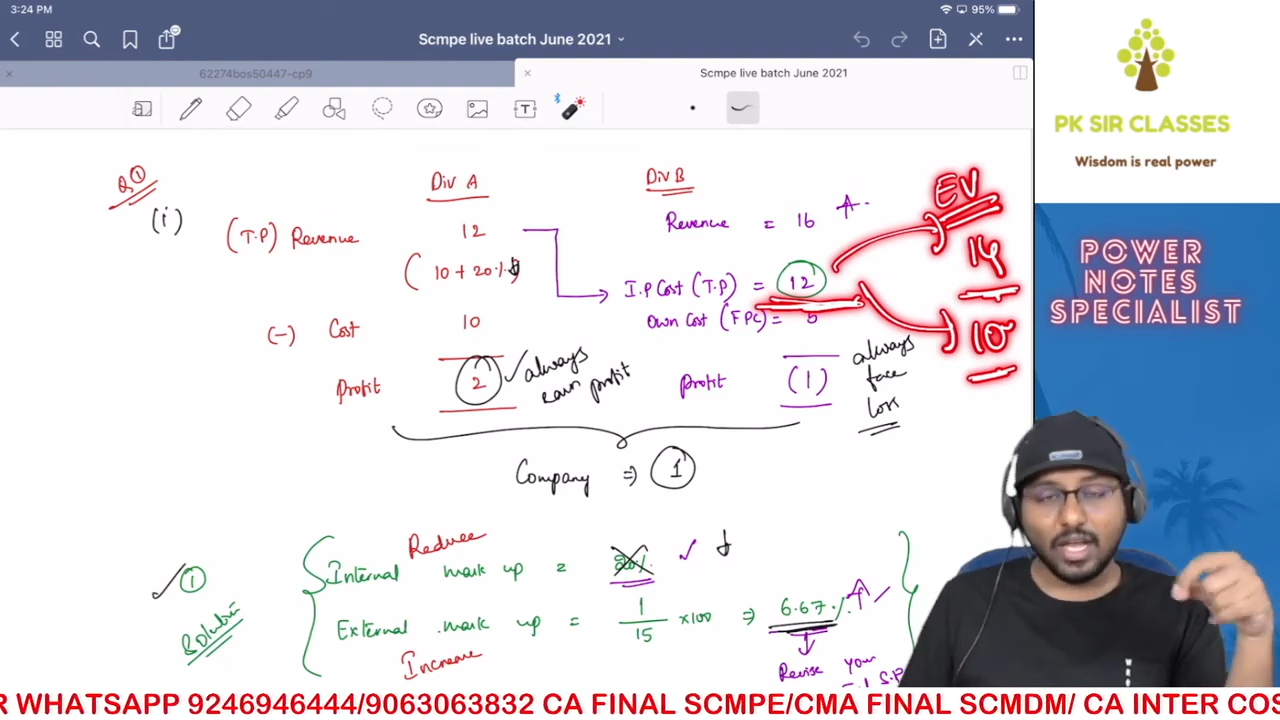 3:24 PM
95%
Scmpe live batch June 2021
62274bos50447-cp9
Scmpe live batch June 2021
T
PK SIR CLASSES
Wisdom is real power
POWER
NOTES
SPECIALIST
Q①
(i)
Div A
Div B
(T.P) Revenue 12
(10 + 20%)
Revenue = 16
I.P Cost (T.P) = 12
Own Cost (FPC) = 5
(-) Cost 10
Profit 2
always earn profit
Profit (1)
always face loss
EV
14
10
Company ⇒ 1
① Solution
Reduce
Internal mark up = 20%
External mark up = 1/15 x100 ⇒ 6.67%
Increase
Revise your
R WHATSAPP 9246946444/9063063832 CA FINAL SCMPE/CMA FINAL SCMDM/ CA INTER COS